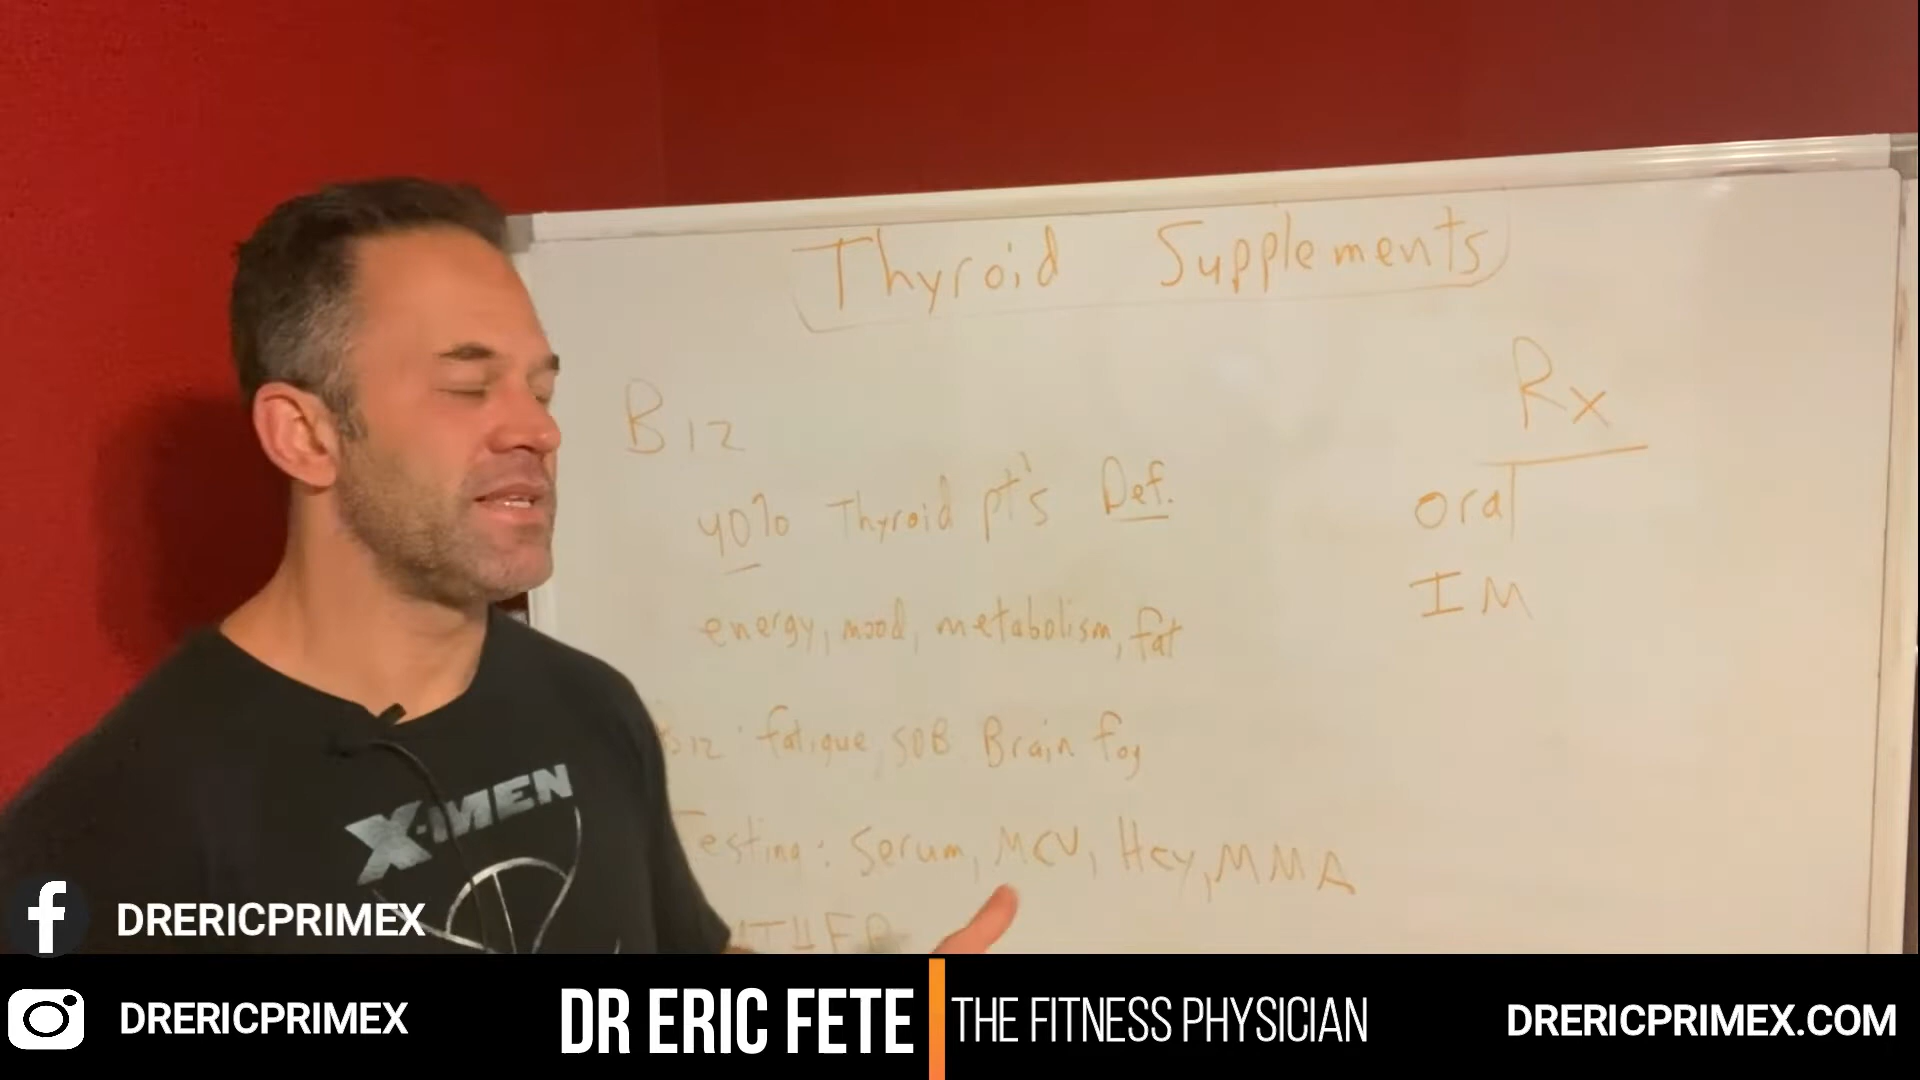 Thyroid Supplements
Rx
B12
40% Thyroid pt's Def.
oral
IM
energy, mood, metabolism, fat
B12: fatigue, SOB Brain fog
Testing: Serum, MCV, Hcy, MMA
X-MEN
DRERICPRIMEX
DRERICPRIMEX
DR ERIC FETE
THE FITNESS PHYSICIAN
DRERICPRIMEX.COM